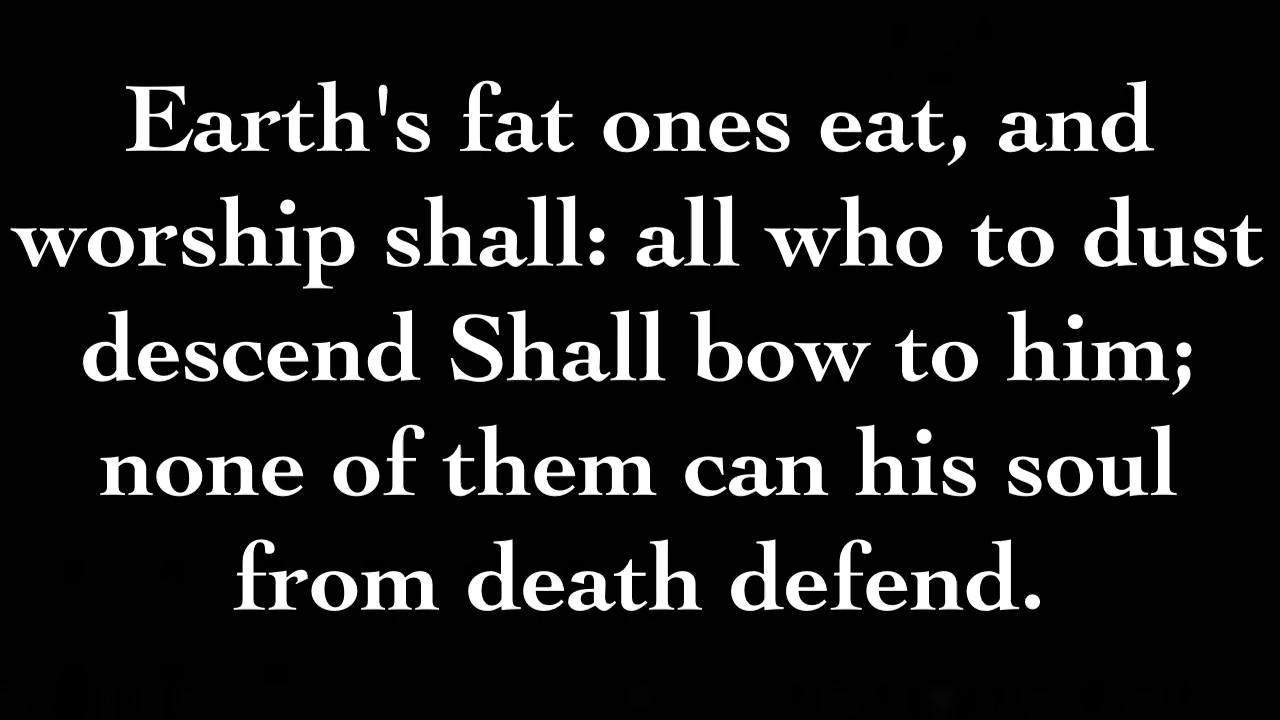 Earth's fat ones eat, and
worship shall: all who to dust
descend Shall bow to him;
none of them can his soul
from death defend.